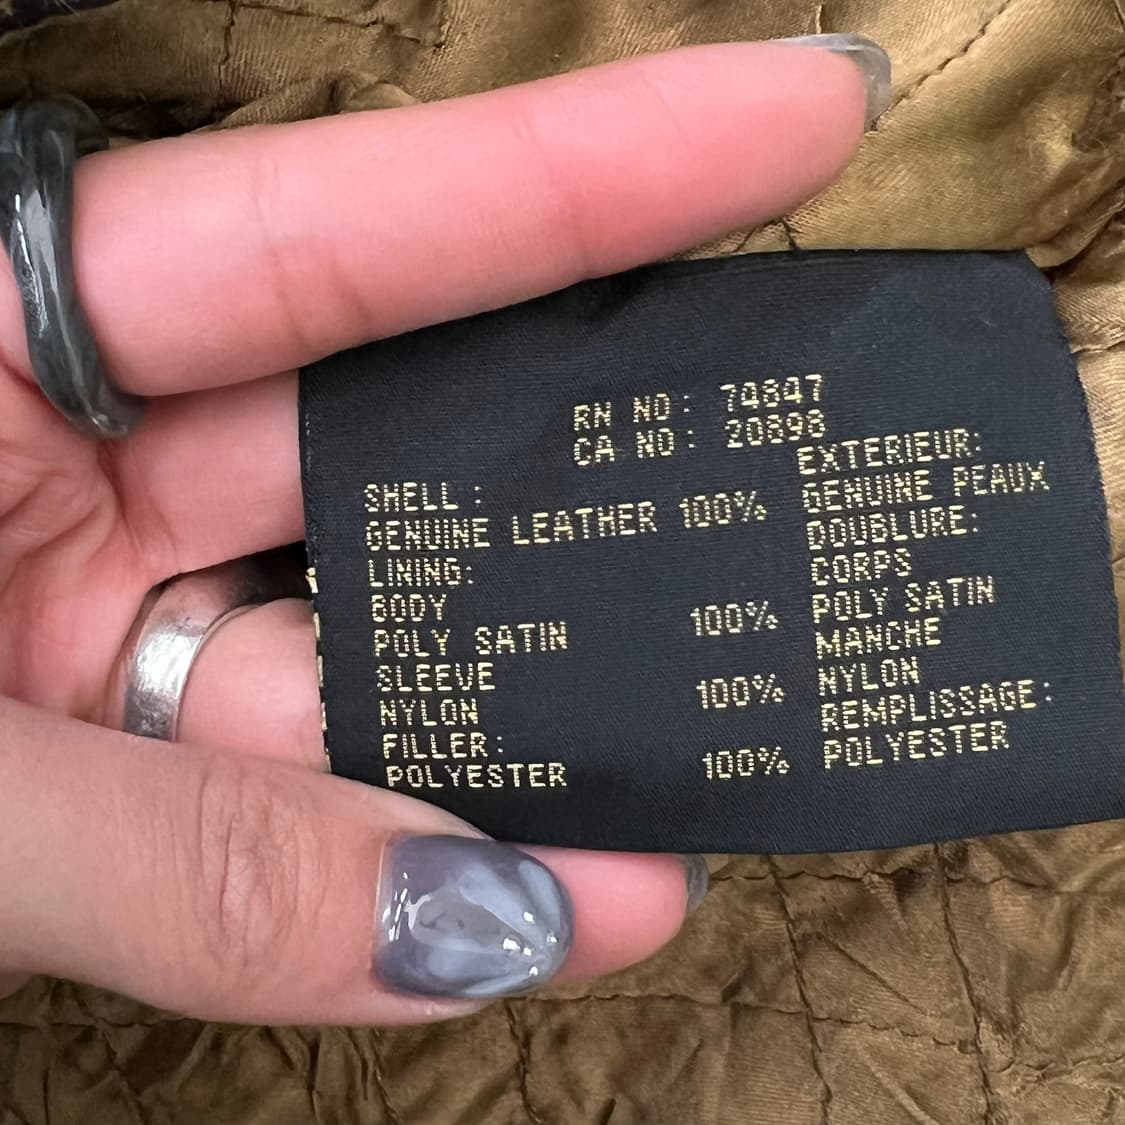 RN NO: 74847
CA NO: 20898
SHELL:
GENUINE LEATHER 100%
LINING:
BODY
POLY SATIN 100%
SLEEVE
NYLON 100%
FILLER:
POLYESTER 100%
EXTERIEUR:
GENUINE PEAUX
DOUBLURE:
CORPS
POLY SATIN
MANCHE
NYLON
REMPLISSAGE:
POLYESTER